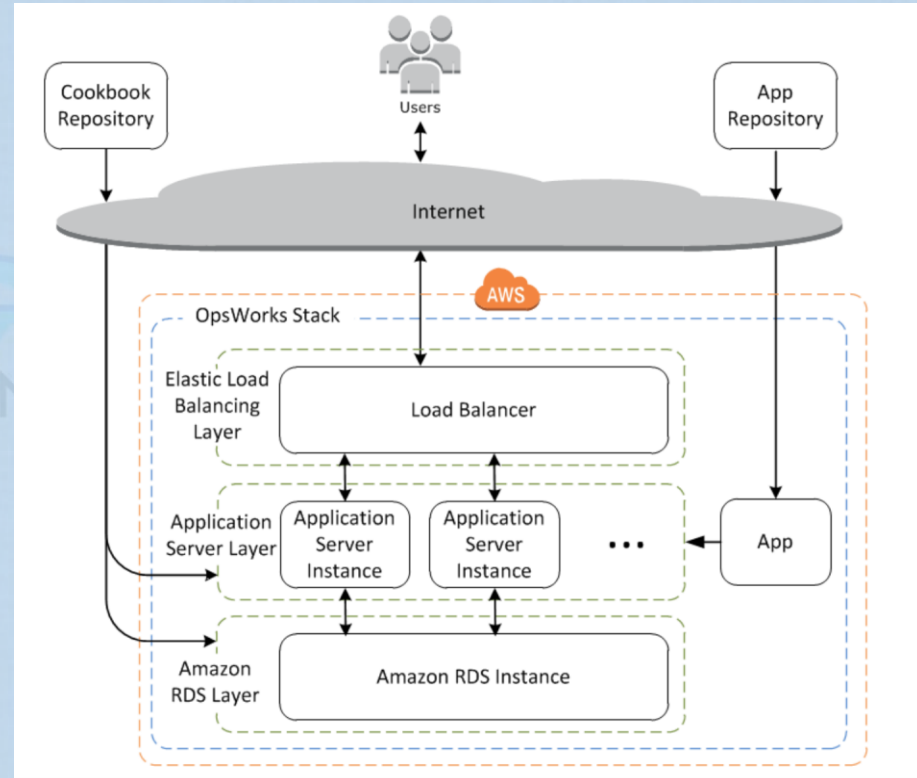 Users
Cookbook
Repository
App
Repository
Internet
AWS
OpsWorks Stack
Elastic Load
Balancing
Layer
Load Balancer
Application
Server Layer
Application
Server
Instance
Application
Server
Instance
...
App
Amazon
RDS Layer
Amazon RDS Instance